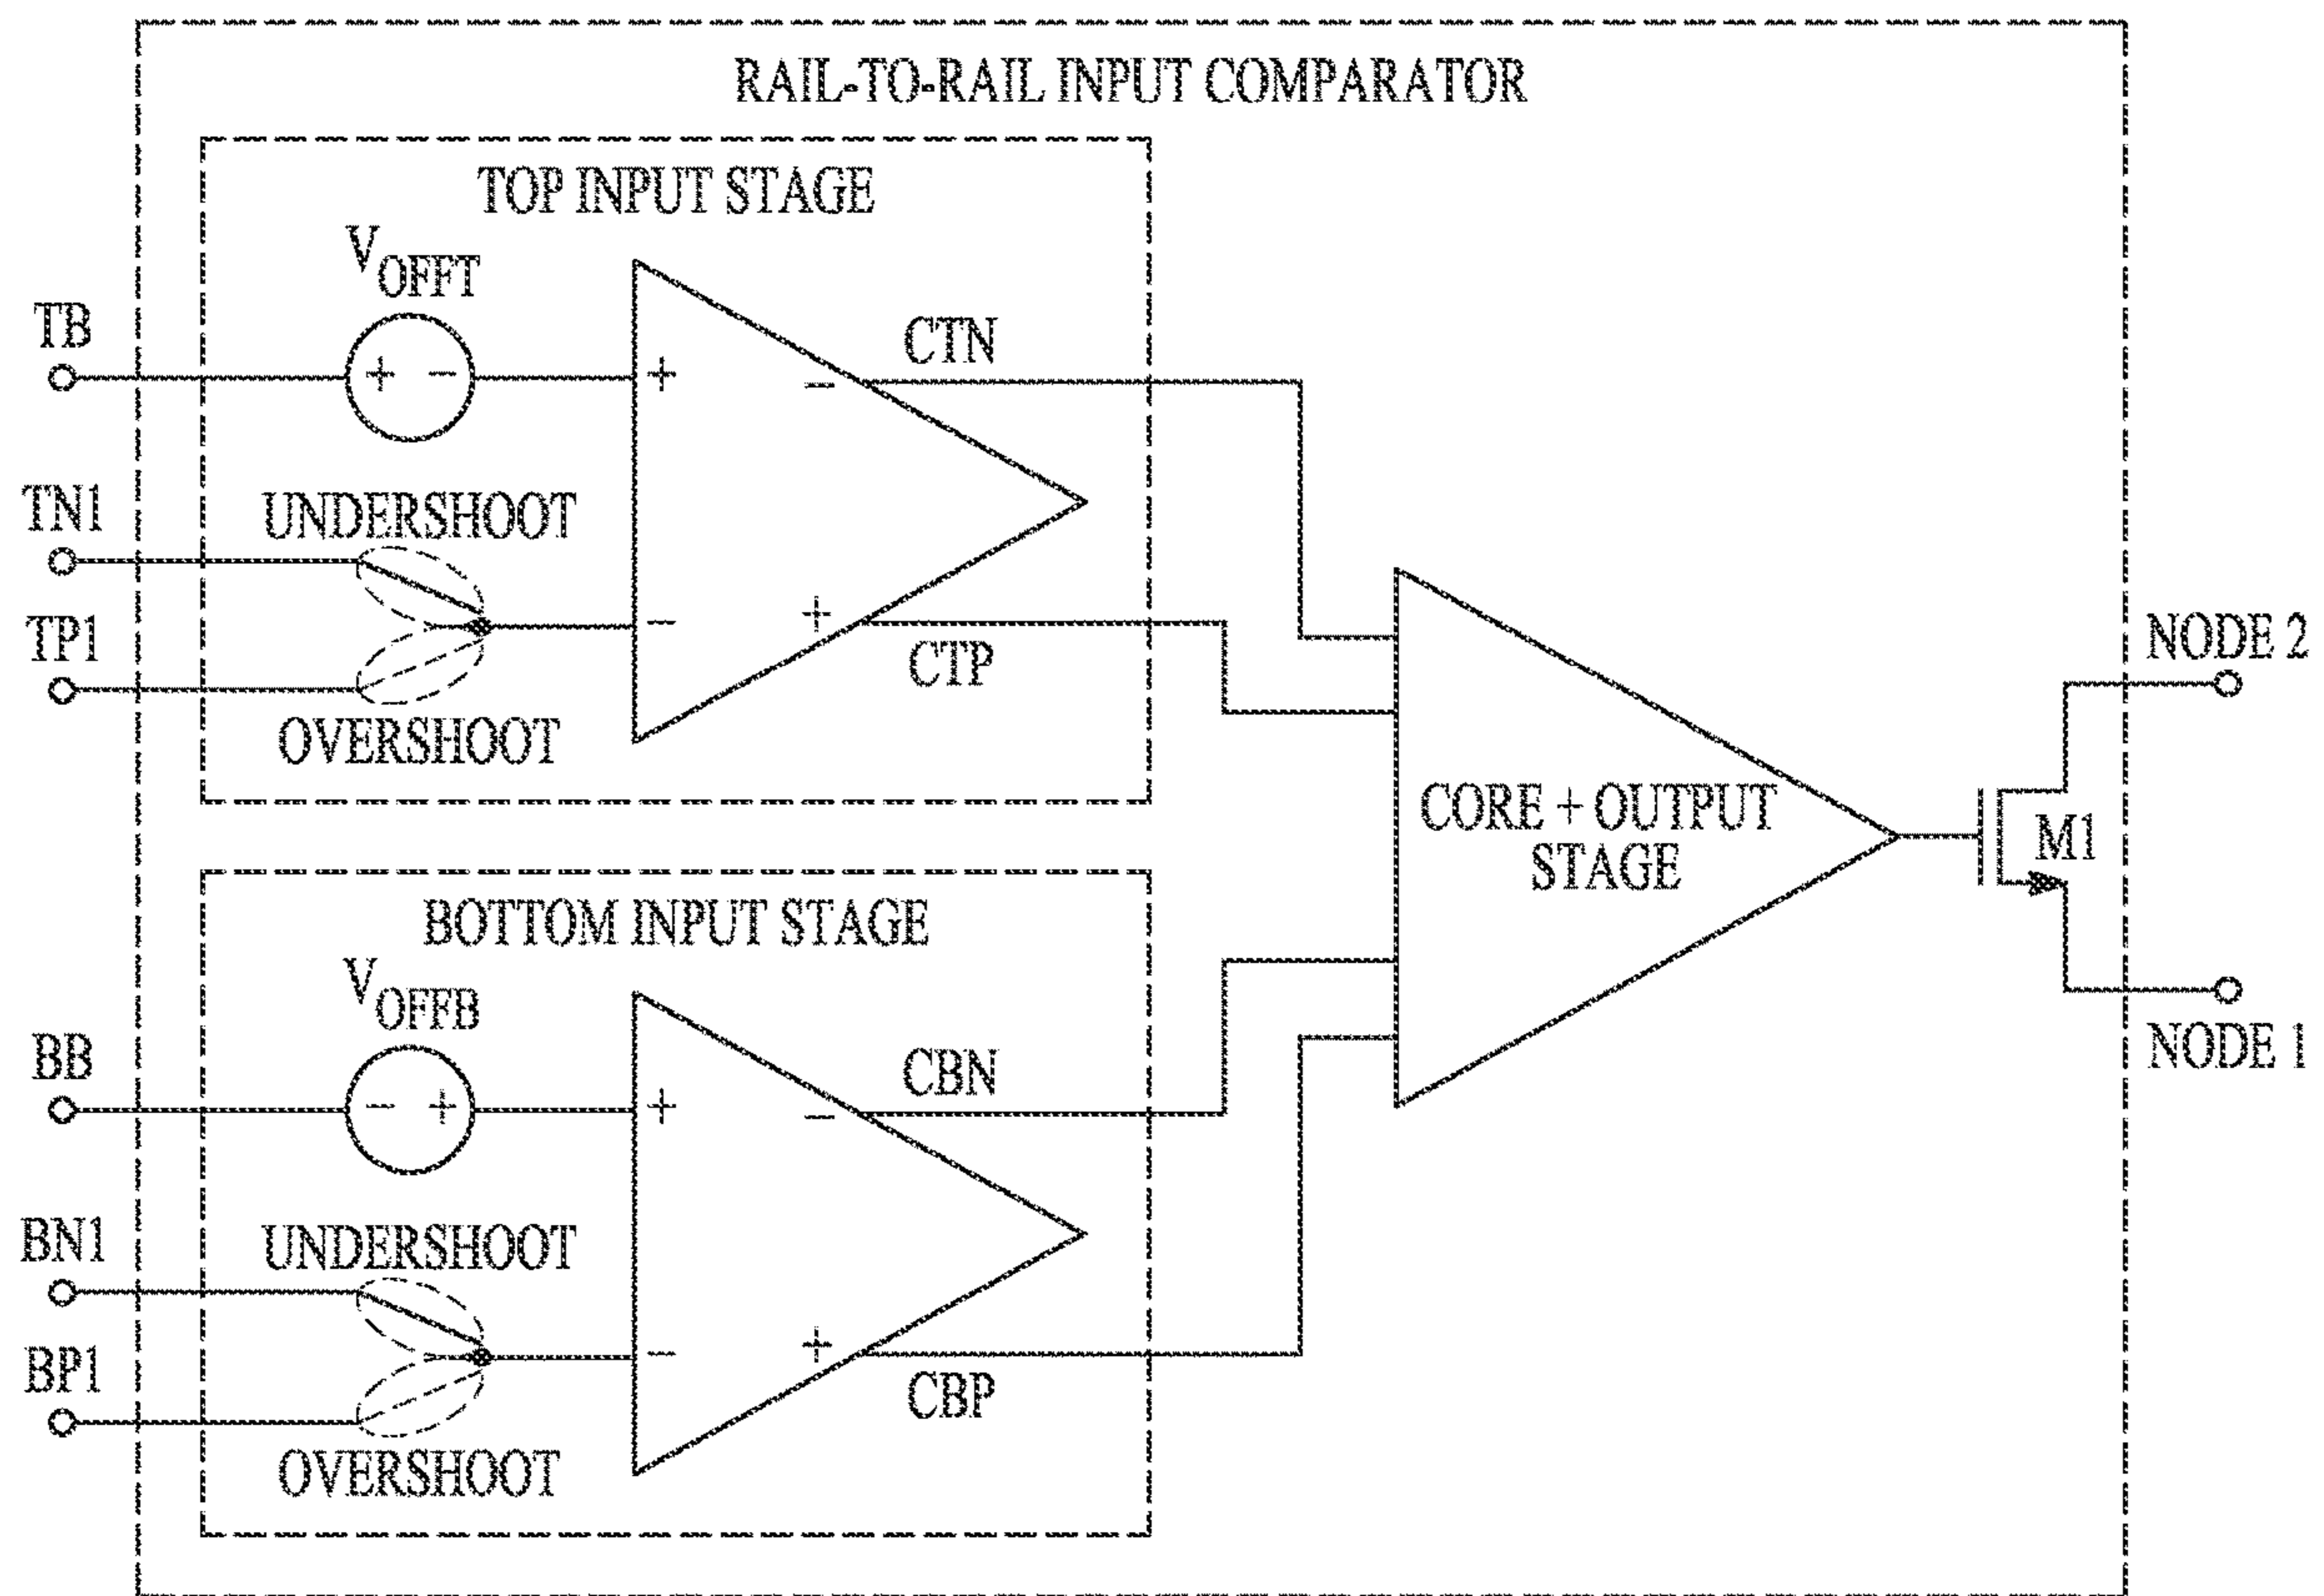 RAIL-TO-RAIL INPUT COMPARATOR
TOP INPUT STAGE
VOFFT
TB
+ -
+
-
CTN
TN1
UNDERSHOOT
TP1
-
+
CTP
OVERSHOOT
NODE 2
CORE + OUTPUT
STAGE
M1
BOTTOM INPUT STAGE
VOFFB
BB
- +
+
-
CBN
NODE 1
BN1
UNDERSHOOT
BP1
-
+
CBP
OVERSHOOT